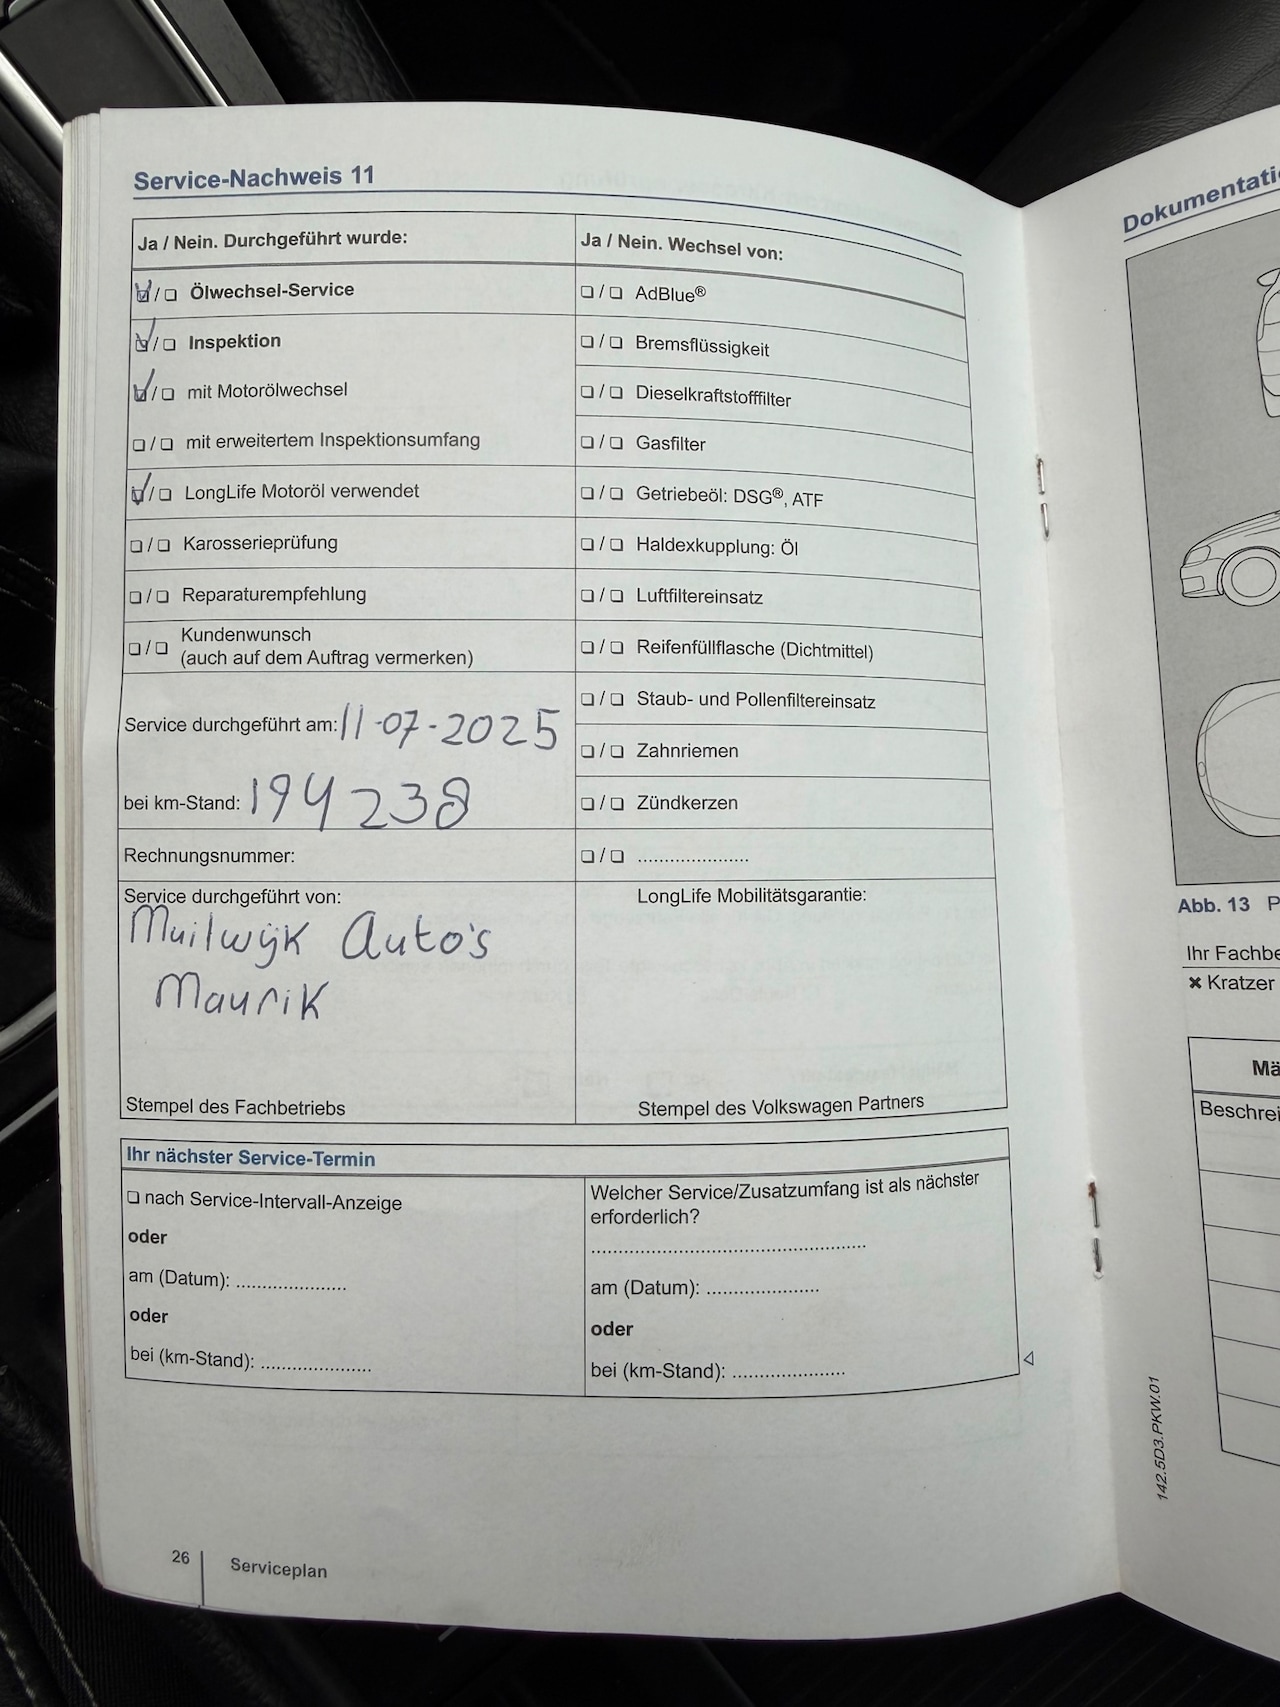 Service-Nachweis 11
Ja / Nein. Durchgeführt wurde:
❏ / ❏ Ölwechsel-Service
❏ / ❏ Inspektion
❏ / ❏ mit Motorölwechsel
❏ / ❏ mit erweitertem Inspektionsumfang
❏ / ❏ LongLife Motoröl verwendet
❏ / ❏ Karosserieprüfung
❏ / ❏ Reparaturempfehlung
❏ / ❏ Kundenwunsch
(auch auf dem Auftrag vermerken)
Service durchgeführt am: 11-07-2025
bei km-Stand: 194 238
Rechnungsnummer:
Service durchgeführt von:
Muilwijk Auto's
Maurik
Stempel des Fachbetriebs
Ja / Nein. Wechsel von:
❏ / ❏ AdBlue®
❏ / ❏ Bremsflüssigkeit
❏ / ❏ Dieselkraftstofffilter
❏ / ❏ Gasfilter
❏ / ❏ Getriebeöl: DSG®, ATF
❏ / ❏ Haldexkupplung: Öl
❏ / ❏ Luftfiltereinsatz
❏ / ❏ Reifenfüllflasche (Dichtmittel)
❏ / ❏ Staub- und Pollenfiltereinsatz
❏ / ❏ Zahnriemen
❏ / ❏ Zündkerzen
❏ / ❏ .....................
LongLife Mobilitätsgarantie:
Stempel des Volkswagen Partners
Ihr nächster Service-Termin
❏ nach Service-Intervall-Anzeige
oder
am (Datum): .....................
oder
bei (km-Stand): .....................
Welcher Service/Zusatzumfang ist als nächster
erforderlich?
..................................................
am (Datum): .....................
oder
bei (km-Stand): .....................
26 Serviceplan
Dokumentati
Abb. 13 P
Ihr Fachbe
✖ Kratzer
Mä
Beschrei
142.5D3.PKW.01